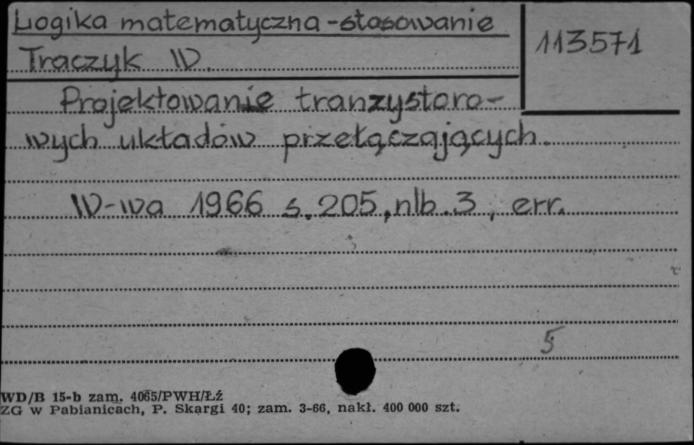 Logika matematyczna - stosowanie
113571
Traczyk W.
Projektowanie tranzystoro-
wych układów przełączających.
W-wa 1966 s. 205, nlb. 3, err.
5
WD/B 15-b zam. 4065/PWH/Łź
ZG w Pabianicach, P. Skargi 40; zam. 3-66, nakł. 400 000 szt.